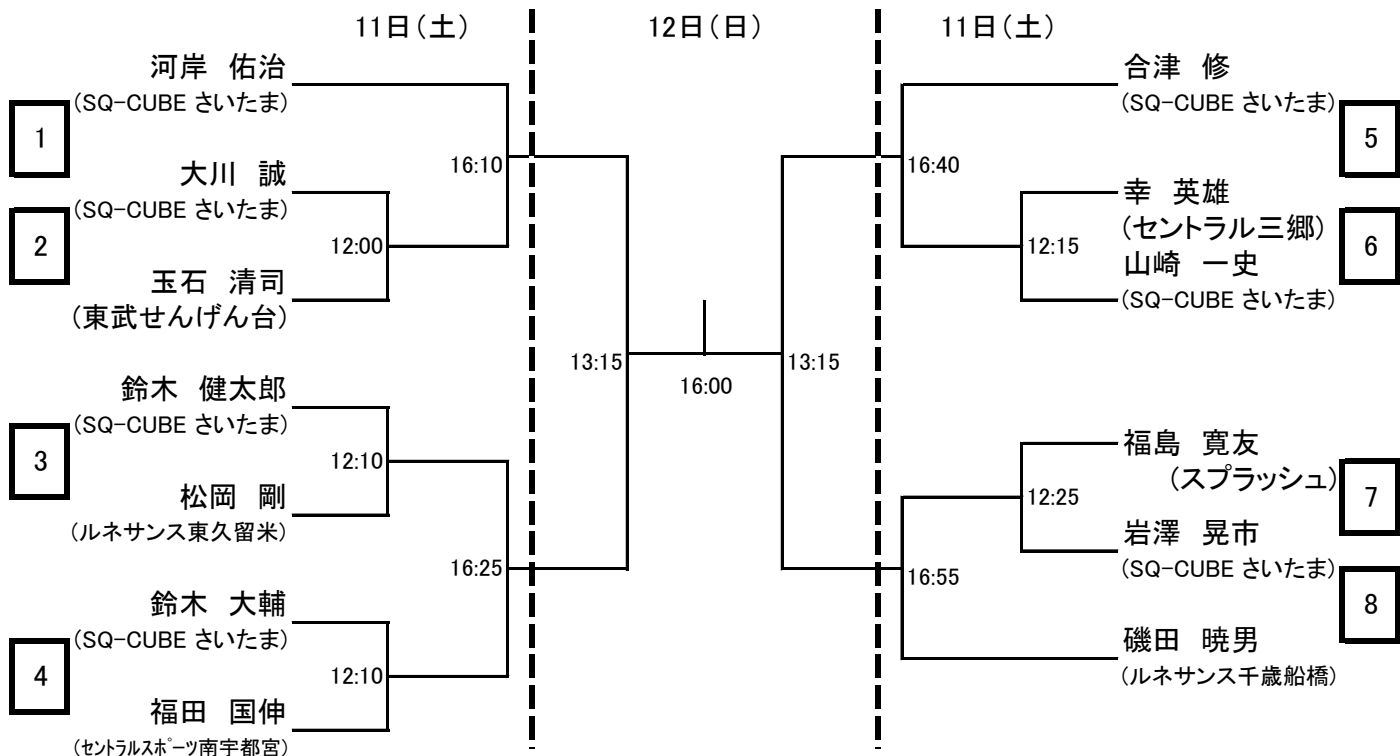 11日(土)
12日(日)
11日(土)
河岸 佑治
(SQ-CUBE さいたま)
1
大川 誠
(SQ-CUBE さいたま)
2
玉石 清司
(東武せんげん台)
12:00
16:10
鈴木 健太郎
(SQ-CUBE さいたま)
3
松岡 剛
(ルネサンス東久留米)
12:10
鈴木 大輔
(SQ-CUBE さいたま)
4
福田 国伸
(セントラルスポーツ南宇都宮)
12:10
16:25
13:15
16:00
13:15
合津 修
(SQ-CUBE さいたま)
5
幸 英雄
(セントラル三郷)
6
山崎 一史
(SQ-CUBE さいたま)
12:15
16:40
福島 寛友
(スプラッシュ)
7
岩澤 晃市
(SQ-CUBE さいたま)
12:25
8
磯田 暁男
(ルネサンス千歳船橋)
16:55